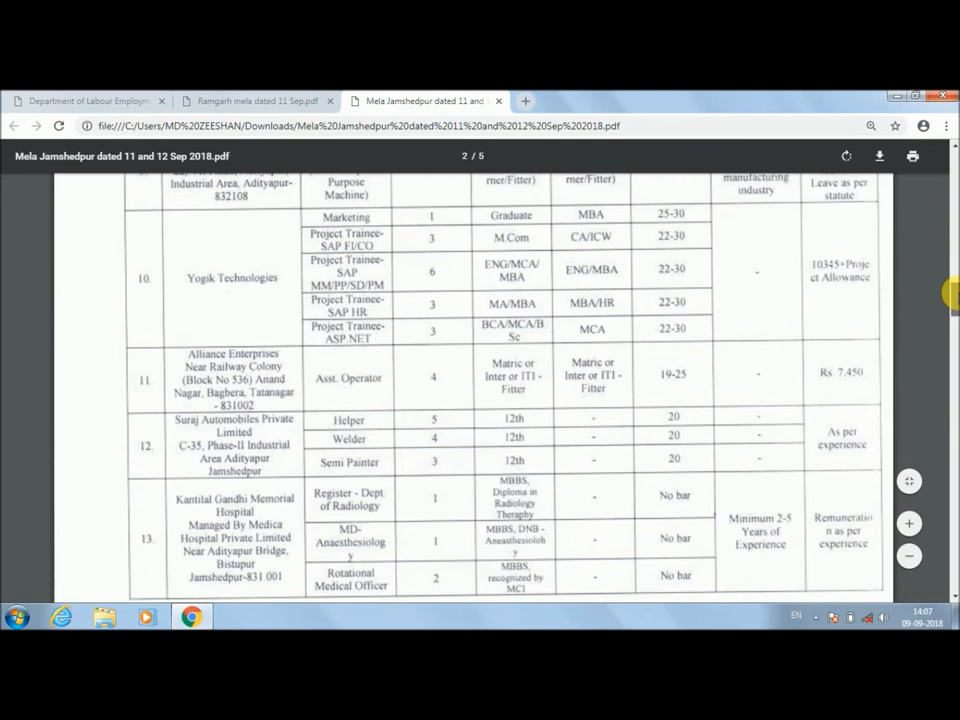 Department of Labour Employm
Ramgarh mela dated 11 Sep.pdf
Mela Jamshedpur dated 11 and
file:///C:/Users/MD%20ZEESHAN/Downloads/Mela%20Jamshedpur%20dated%2011%20and%2012%20Sep%202018.pdf
Mela Jamshedpur dated 11 and 12 Sep 2018.pdf
2 / 5
Industrial Area, Adityapur-
832108
Purpose
Machine)
rner/Fitter)
rner/Fitter)
manufacturing
industry
Leave as per
statute
10.
Yogik Technologies
Marketing
1
Graduate
MBA
25-30
Project Trainee-
SAP FI/CO
3
M.Com
CA/ICW
22-30
Project Trainee-
SAP
MM/PP/SD/PM
6
ENG/MCA/
MBA
ENG/MBA
22-30
Project Trainee-
SAP HR
3
MA/MBA
MBA/HR
22-30
Project Trainee-
ASP.NET
3
BCA/MCA/B
Sc
MCA
22-30
-
10345+Proje
ct Allowance
11.
Alliance Enterprises
Near Railway Colony
(Block No 536) Anand
Nagar, Bagbera, Tatanagar
- 831002
Asst. Operator
4
Matric or
Inter or ITI -
Fitter
Matric or
Inter or ITI -
Fitter
19-25
-
Rs 7,450
12.
Suraj Automobiles Private
Limited
C-35, Phase-II Industrial
Area Adityapur
Jamshedpur
Helper
5
12th
-
20
-
Welder
4
12th
-
20
-
Semi Painter
3
12th
-
20
-
As per
experience
13.
Kantilal Gandhi Memorial
Hospital
Managed By Medica
Hospital Private Limited
Near Adityapur Bridge,
Bistupur
Jamshedpur-831 001
Register - Dept.
of Radiology
1
MBBS,
Diploma in
Radiology
Theraphy
-
No bar
MD-
Anaesthesiolog
y
1
MBBS, DNB -
Aneasthesioloh
y
-
No bar
Rotational
Medical Officer
2
MBBS,
recognized by
MCI
-
No bar
Minimum 2-5
Years of
Experience
Remuneratio
n as per
experience
EN
14:07
09-09-2018